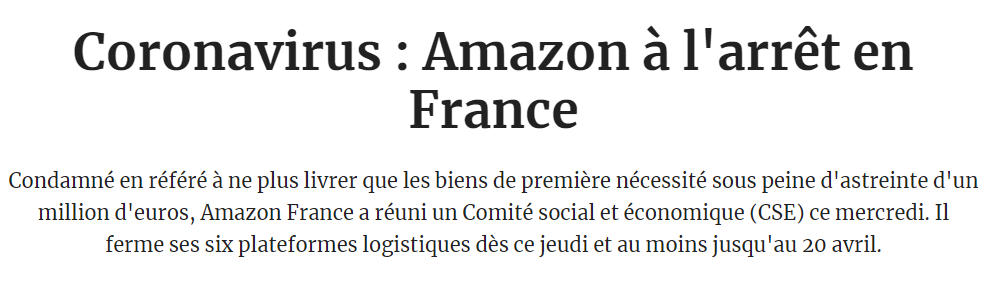 Coronavirus : Amazon à l'arrêt en
France
Condamné en référé à ne plus livrer que les biens de première nécessité sous peine d'astreinte d'un
million d'euros, Amazon France a réuni un Comité social et économique (CSE) ce mercredi. Il
ferme ses six plateformes logistiques dès ce jeudi et au moins jusqu'au 20 avril.